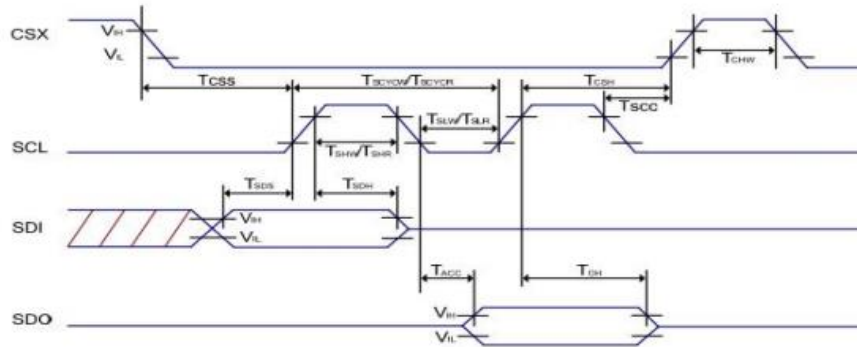 CSX
VIH
VIL
TCSS
TSCYCW/TSCYCR
TCSH
TCHW
TSCC
TSLW/TSLR
SCL
TSHW/TSHR
TSDS
TSDH
SDI
VIH
VIL
TACC
TOH
SDO
VIH
VIL